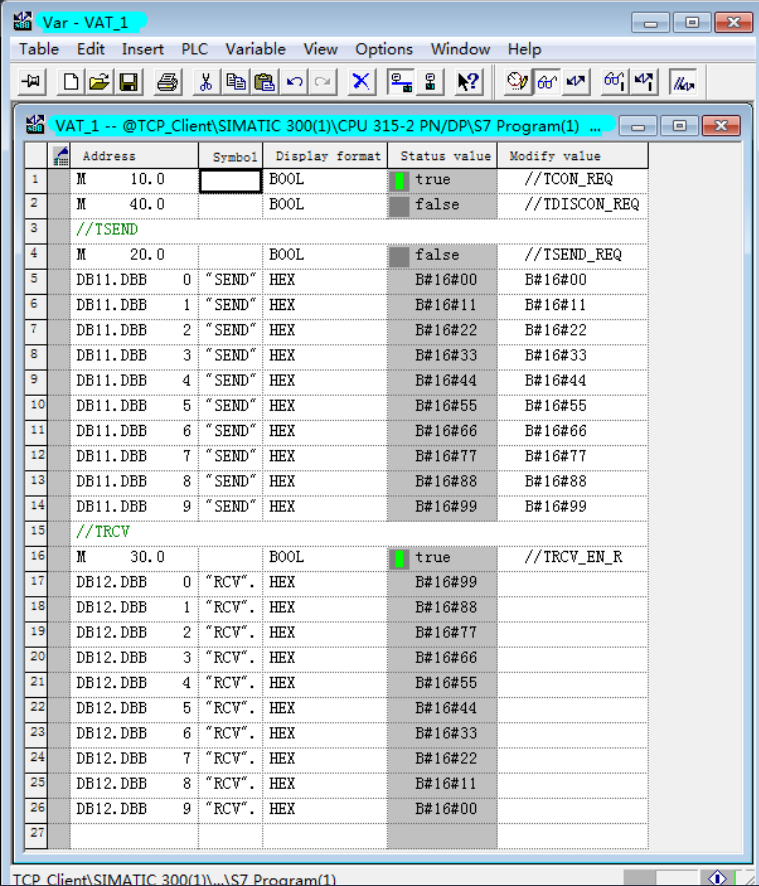 Var - VAT_1
Table Edit Insert PLC Variable View Options Window Help
VAT_1 -- @TCP_Client\SIMATIC 300(1)\CPU 315-2 PN/DP\S7 Program(1) ...
Address Symbol Display format Status value Modify value
1 M 10.0 BOOL true //TCON_REQ
2 M 40.0 BOOL false //TDISCON_REQ
3 //TSEND
4 M 20.0 BOOL false //TSEND_REQ
5 DB11.DBB 0 "SEND" HEX B#16#00 B#16#00
6 DB11.DBB 1 "SEND" HEX B#16#11 B#16#11
7 DB11.DBB 2 "SEND" HEX B#16#22 B#16#22
8 DB11.DBB 3 "SEND" HEX B#16#33 B#16#33
9 DB11.DBB 4 "SEND" HEX B#16#44 B#16#44
10 DB11.DBB 5 "SEND" HEX B#16#55 B#16#55
11 DB11.DBB 6 "SEND" HEX B#16#66 B#16#66
12 DB11.DBB 7 "SEND" HEX B#16#77 B#16#77
13 DB11.DBB 8 "SEND" HEX B#16#88 B#16#88
14 DB11.DBB 9 "SEND" HEX B#16#99 B#16#99
15 //TRCV
16 M 30.0 BOOL true //TRCV_EN_R
17 DB12.DBB 0 "RCV". HEX B#16#99
18 DB12.DBB 1 "RCV". HEX B#16#88
19 DB12.DBB 2 "RCV". HEX B#16#77
20 DB12.DBB 3 "RCV". HEX B#16#66
21 DB12.DBB 4 "RCV". HEX B#16#55
22 DB12.DBB 5 "RCV". HEX B#16#44
23 DB12.DBB 6 "RCV". HEX B#16#33
24 DB12.DBB 7 "RCV". HEX B#16#22
25 DB12.DBB 8 "RCV". HEX B#16#11
26 DB12.DBB 9 "RCV". HEX B#16#00
27
TCP_Client\SIMATIC 300(1)\...\S7 Program(1)